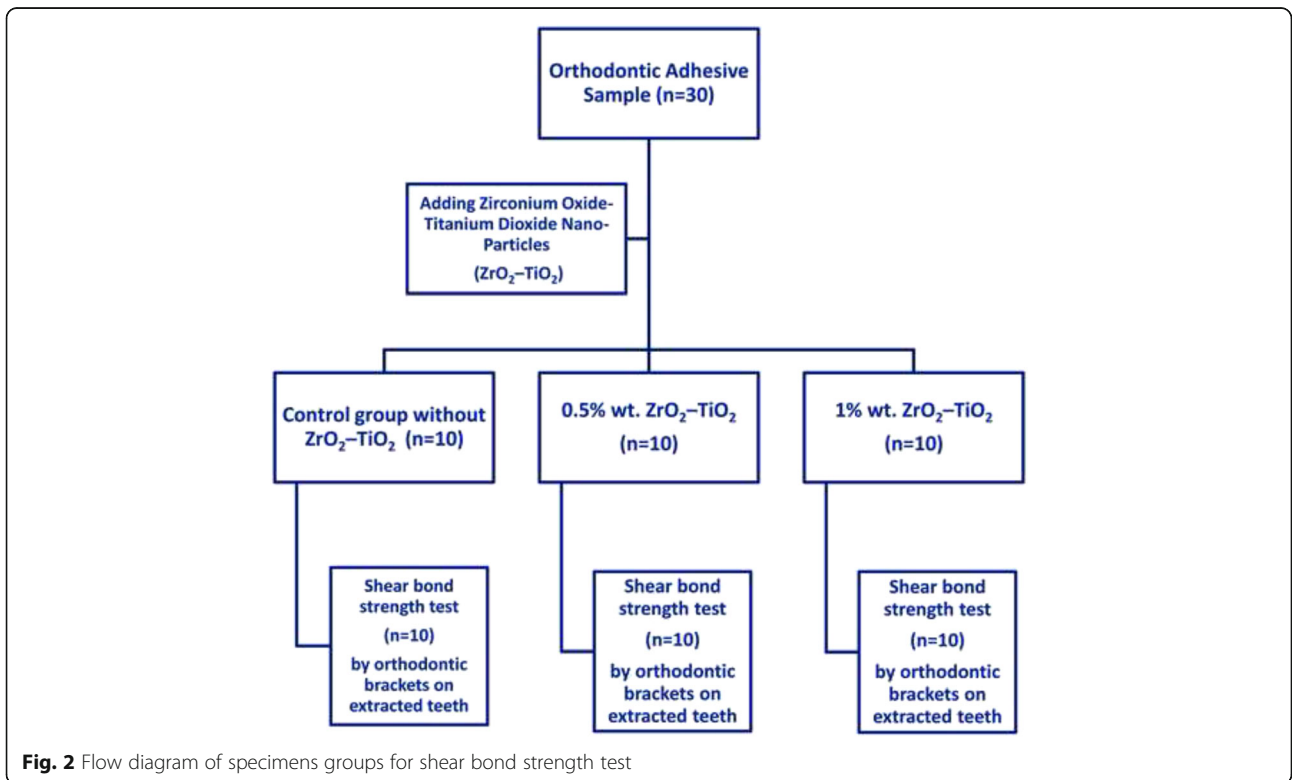 Orthodontic Adhesive
Sample (n=30)
Adding Zirconium Oxide-
Titanium Dioxide Nano-
Particles
(ZrO₂–TiO₂)
Control group without
ZrO₂–TiO₂ (n=10)
0.5% wt. ZrO₂–TiO₂
(n=10)
1% wt. ZrO₂–TiO₂
(n=10)
Shear bond
strength test
(n=10)
by orthodontic
brackets on
extracted teeth
Shear bond
strength test
(n=10)
by orthodontic
brackets on
extracted teeth
Shear bond
strength test
(n=10)
by orthodontic
brackets on
extracted teeth
Fig. 2 Flow diagram of specimens groups for shear bond strength test